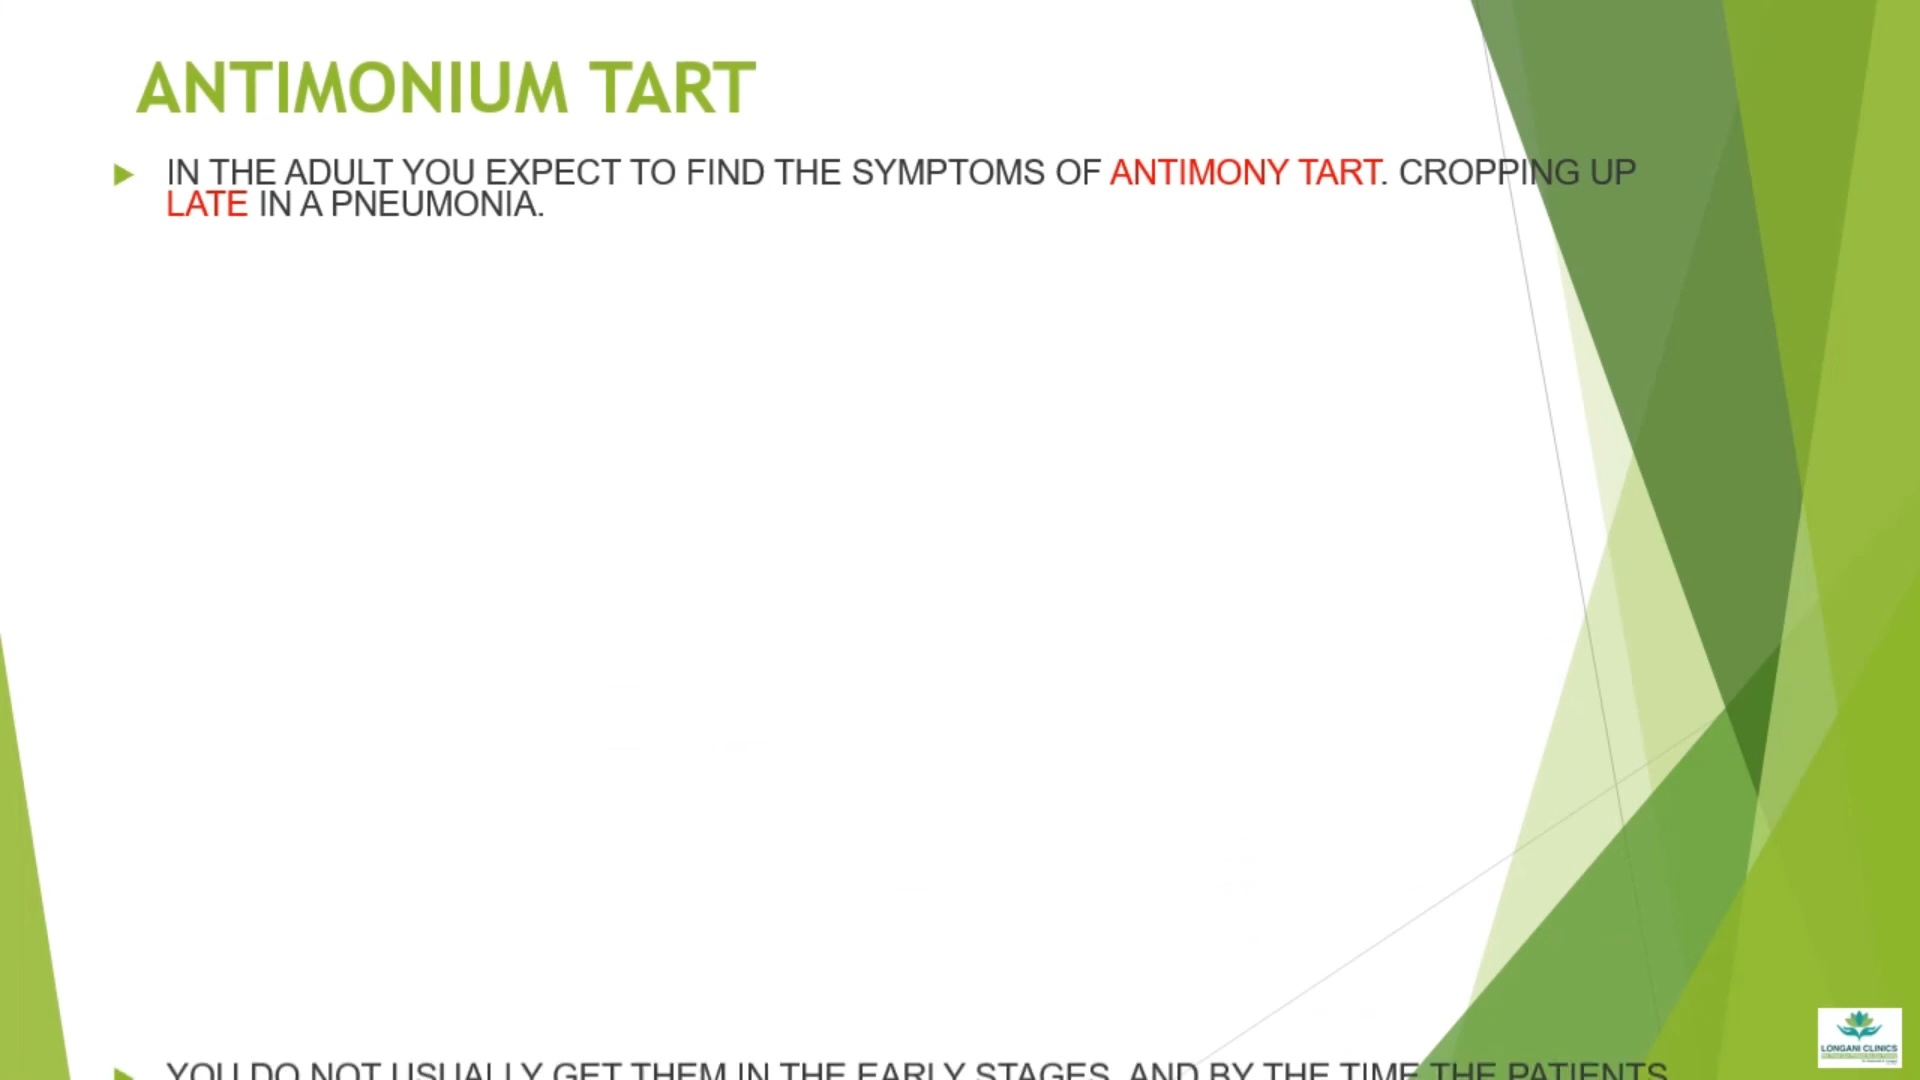 ANTIMONIUM TART
IN THE ADULT YOU EXPECT TO FIND THE SYMPTOMS OF ANTIMONY TART. CROPPING UP
LATE IN A PNEUMONIA.
YOU DO NOT USUALLY GET THEM IN THE EARLY STAGES, AND BY THE TIME THE PATIENTS
LONGANI CLINICS